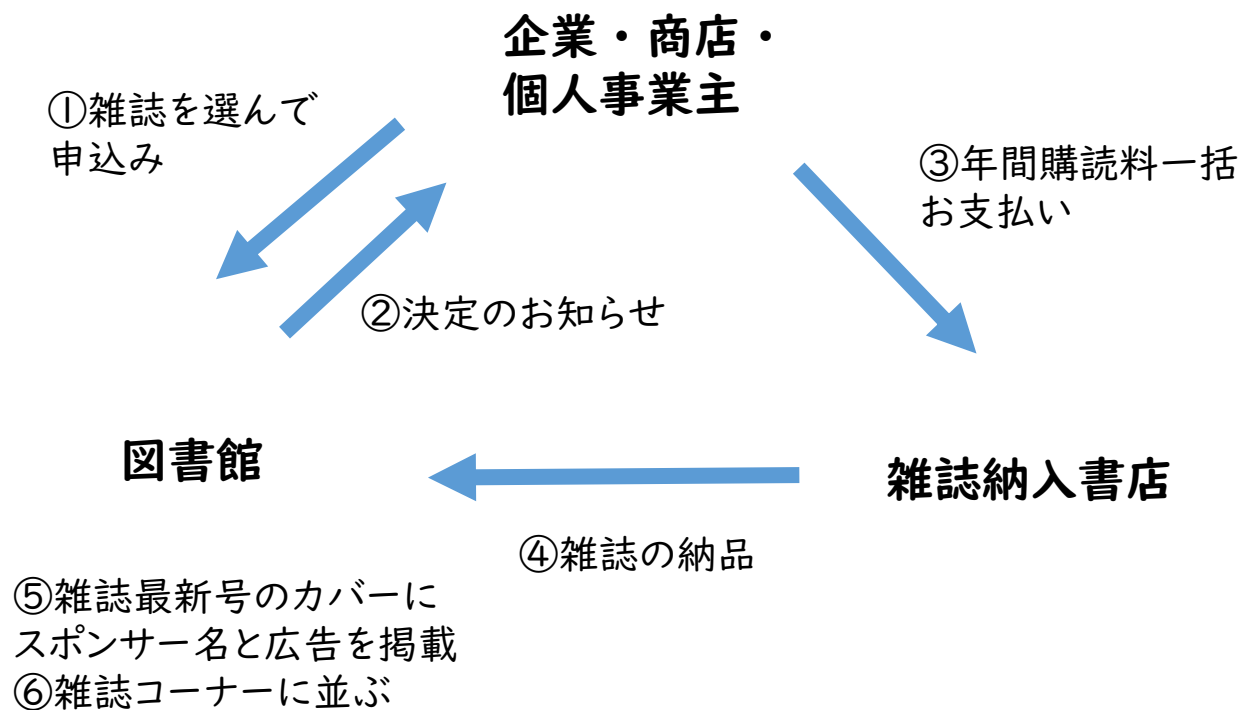 企業・商店・
個人事業主
①雑誌を選んで
申込み
③年間購読料一括
お支払い
②決定のお知らせ
図書館
雑誌納入書店
④雑誌の納品
⑤雑誌最新号のカバーに
スポンサー名と広告を掲載
⑥雑誌コーナーに並ぶ